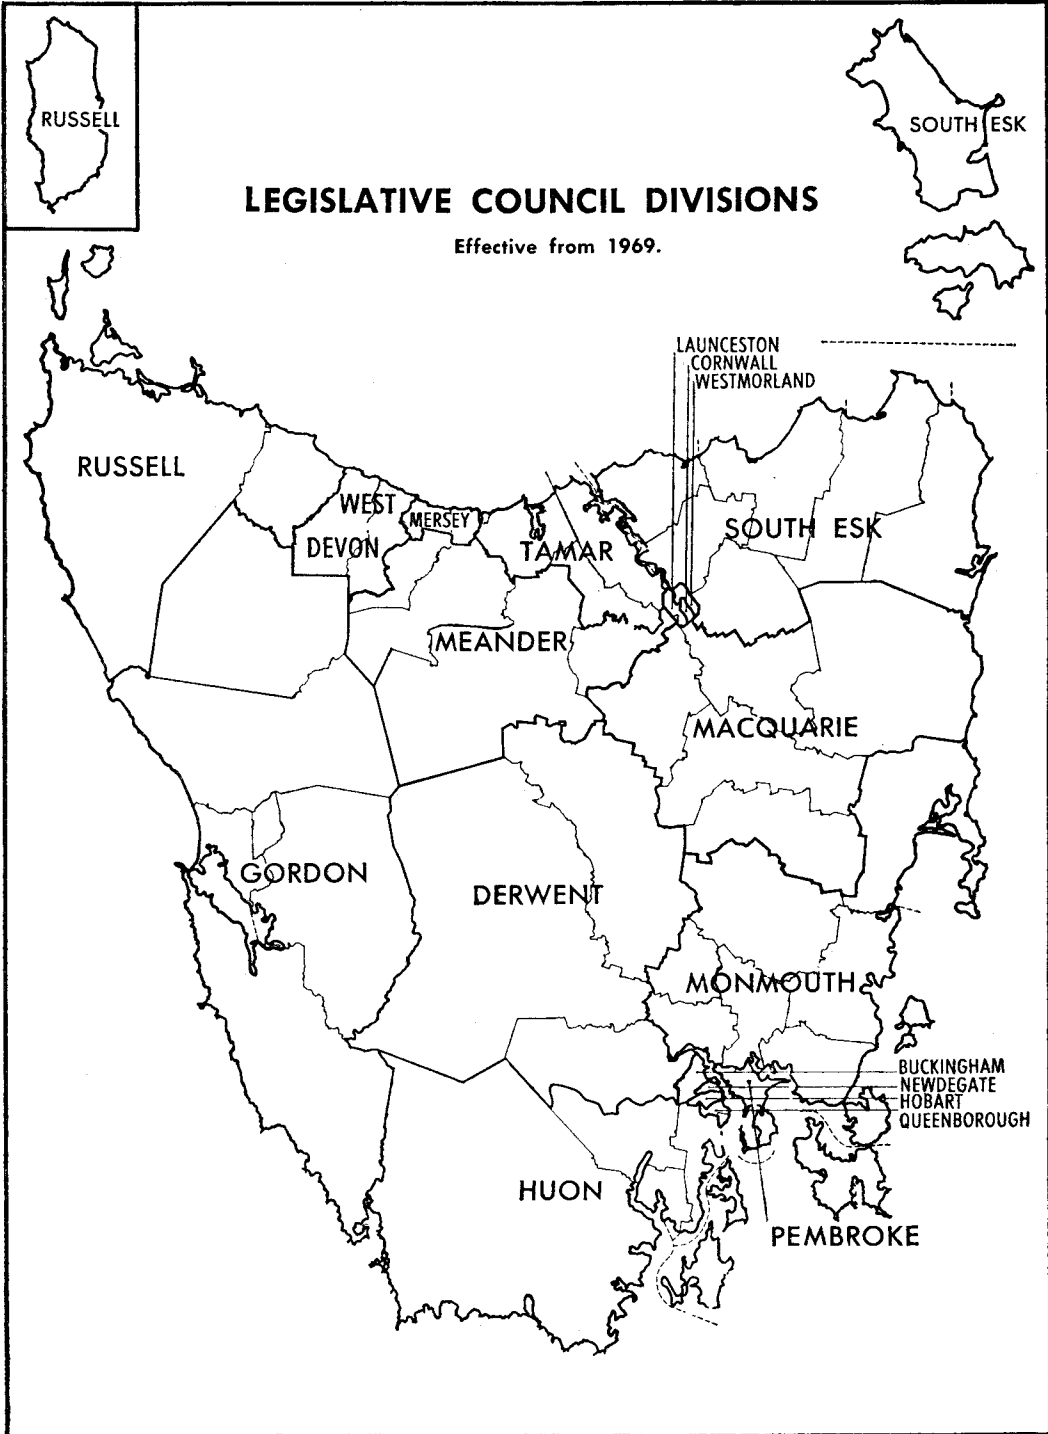 RUSSELL
SOUTH ESK
LEGISLATIVE COUNCIL DIVISIONS
Effective from 1969.
LAUNCESTON
CORNWALL
WESTMORLAND
RUSSELL
WEST
DEVON
MERSEY
TAMAR
SOUTH ESK
MEANDER
MACQUARIE
GORDON
DERWENT
MONMOUTH
BUCKINGHAM
NEWDEGATE
HOBART
QUEENBOROUGH
HUON
PEMBROKE